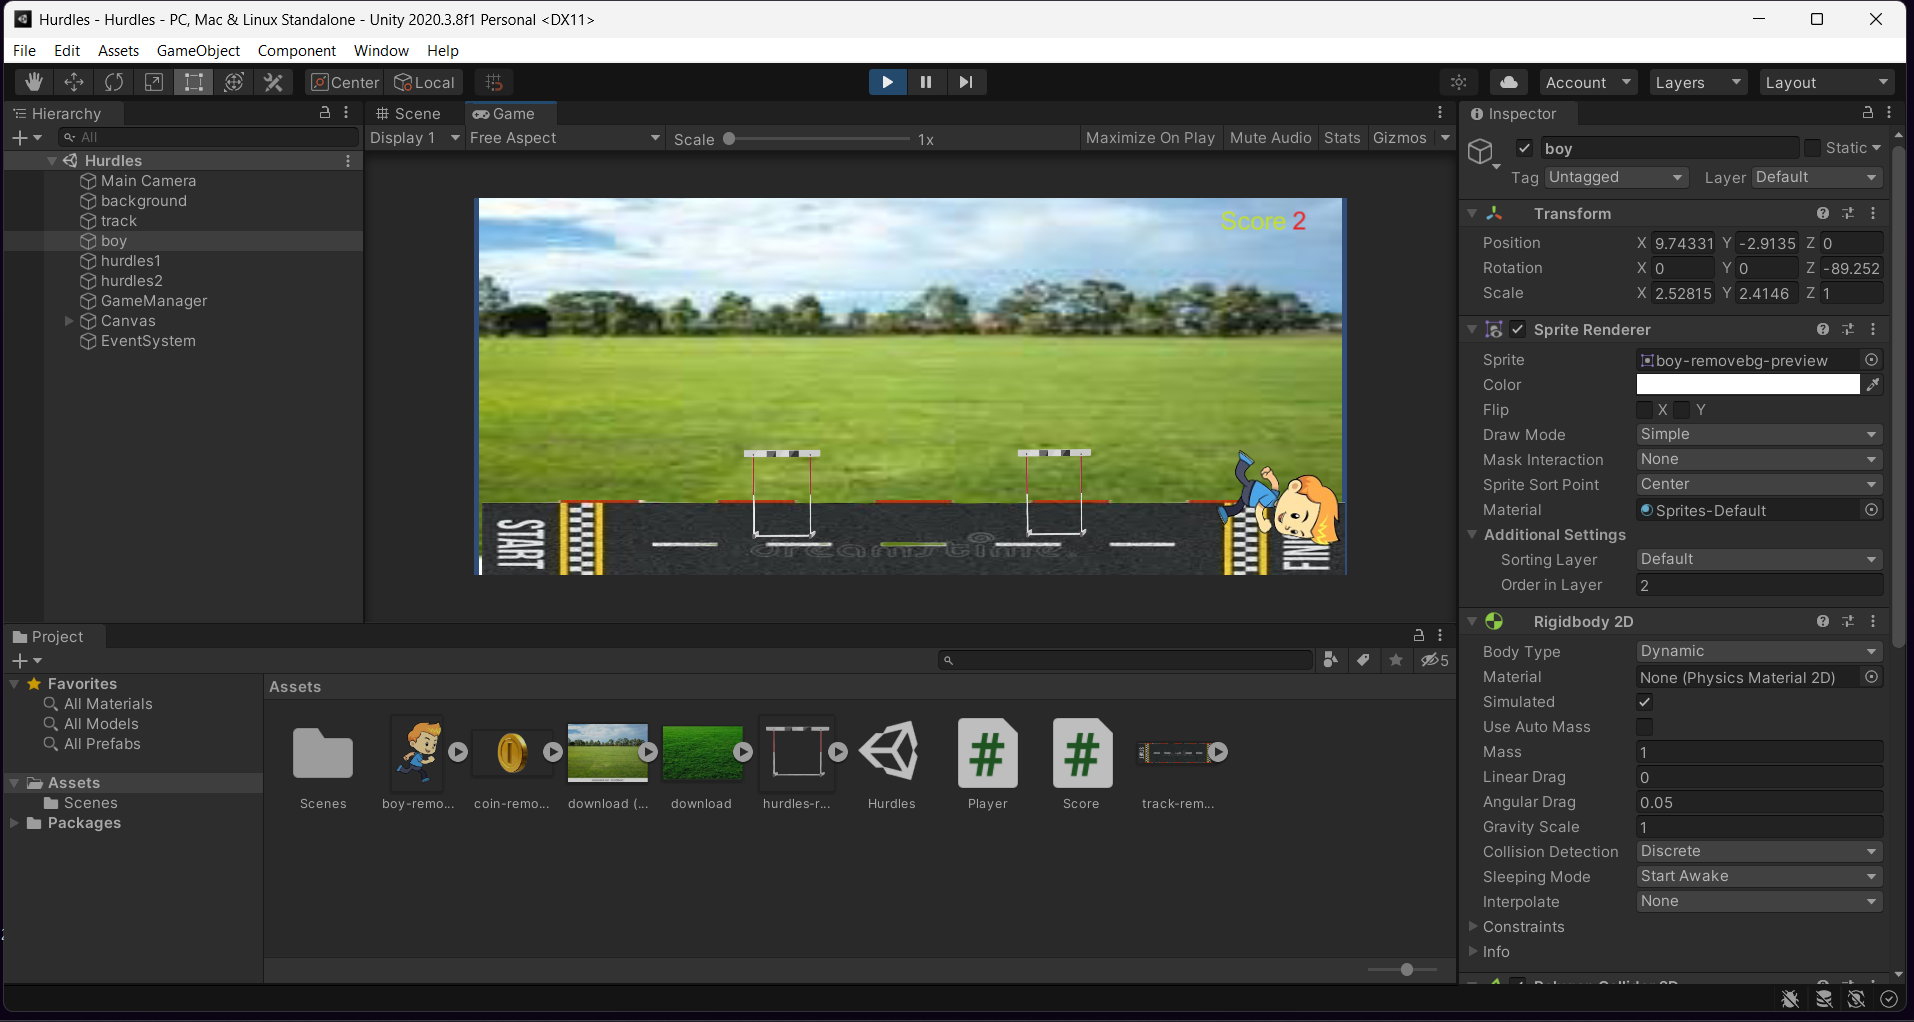 Hurdles - Hurdles - PC, Mac & Linux Standalone - Unity 2020.3.8f1 Personal <DX11>
File Edit Assets GameObject Component Window Help
Center Local Account Layers Layout
Hierarchy
All
Hurdles
Main Camera
background
track
boy
hurdles1
hurdles2
GameManager
Canvas
EventSystem
Scene Game
Display 1 Free Aspect Scale 1x Maximize On Play Mute Audio Stats Gizmos
Score 2
START
dreamstime
Inspector
boy Static
Tag Untagged Layer Default
Transform
Position X 9.74331 Y -2.9135 Z 0
Rotation X 0 Y 0 Z -89.252
Scale X 2.52815 Y 2.4146 Z 1
Sprite Renderer
Sprite boy-removebg-preview
Color
Flip X Y
Draw Mode Simple
Mask Interaction None
Sprite Sort Point Center
Material Sprites-Default
Additional Settings
Sorting Layer Default
Order in Layer 2
Rigidbody 2D
Body Type Dynamic
Material None (Physics Material 2D)
Simulated
Use Auto Mass
Mass 1
Linear Drag 0
Angular Drag 0.05
Gravity Scale 1
Collision Detection Discrete
Sleeping Mode Start Awake
Interpolate None
Constraints
Info
Project
5
Favorites
All Materials
All Models
All Prefabs
Assets
Scenes
Packages
Assets
Scenes boy-remo... coin-remo... download (... download hurdles-r... Hurdles Player Score track-rem...